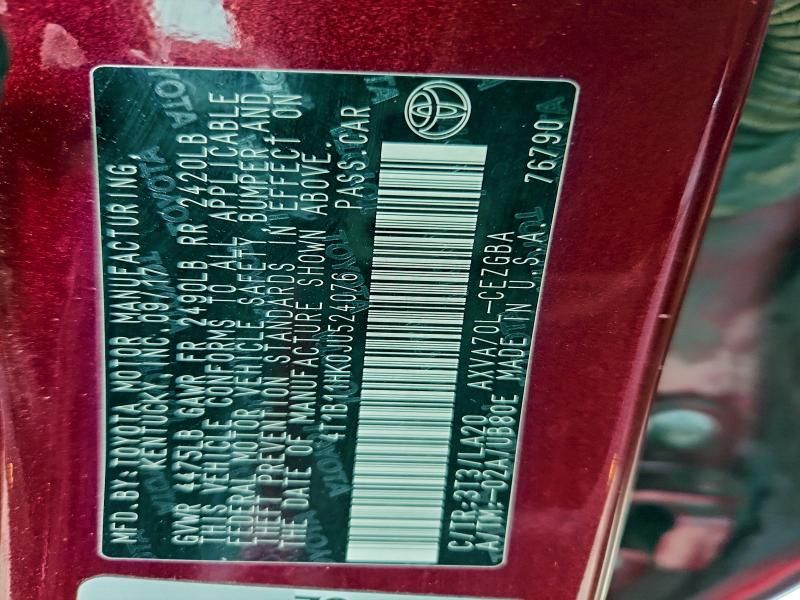 MFD.BY:TOYOTA MOTOR MANUFACTURING,
KENTUCKY, INC. 09/17
GVWR 4475LB GAWR FR 2490LB RR 2420LB
THIS VEHICLE CONFORMS TO ALL APPLICABLE
FEDERAL MOTOR VEHICLE SAFETY, BUMPER, AND
THEFT PREVENTION STANDARDS IN EFFECT ON
THE DATE OF MANUFACTURE SHOWN ABOVE.
4T1B11HK0JU524076 PASS.CAR
C/TR:3T3/LA20 AXVA70L-CEZGBA
A/TM:-02A/UB80E MADE IN U.S.A. 76790